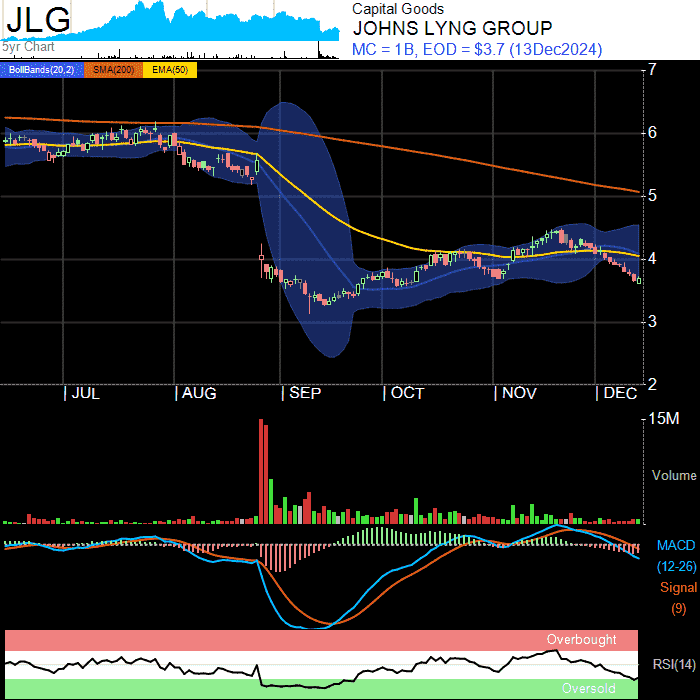 JLG
5yr Chart
Capital Goods
JOHNS LYNG GROUP
MC = 1B, EOD = $3.7 (13Dec2024)
BollBands(20,2) SMA(200) EMA(50)
7
6
5
4
3
2
JUL AUG SEP OCT NOV DEC
15M
Volume
MACD
(12-26)
Signal
(9)
Overbought
RSI(14)
Oversold